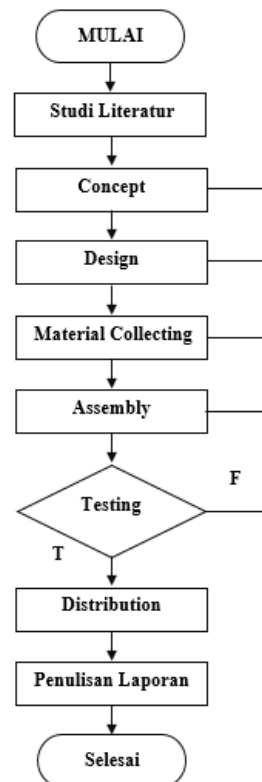 MULAI
Studi Literatur
Concept
Design
Material Collecting
Assembly
Testing
F
T
Distribution
Penulisan Laporan
Selesai